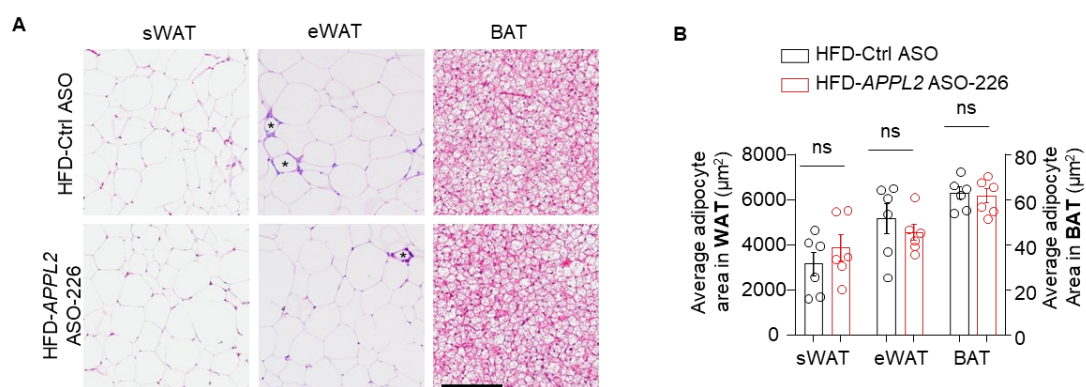 A
sWAT
eWAT
BAT
HFD-Ctrl ASO
*
*
HFD-APPL2
ASO-226
*
B
HFD-Ctrl ASO
HFD-APPL2 ASO-226
ns
ns
ns
Average adipocyte
area in WAT (µm²)
8000
6000
4000
2000
0
80
60
40
20
0
Average adipocyte
Area in BAT (µm²)
sWAT
eWAT
BAT